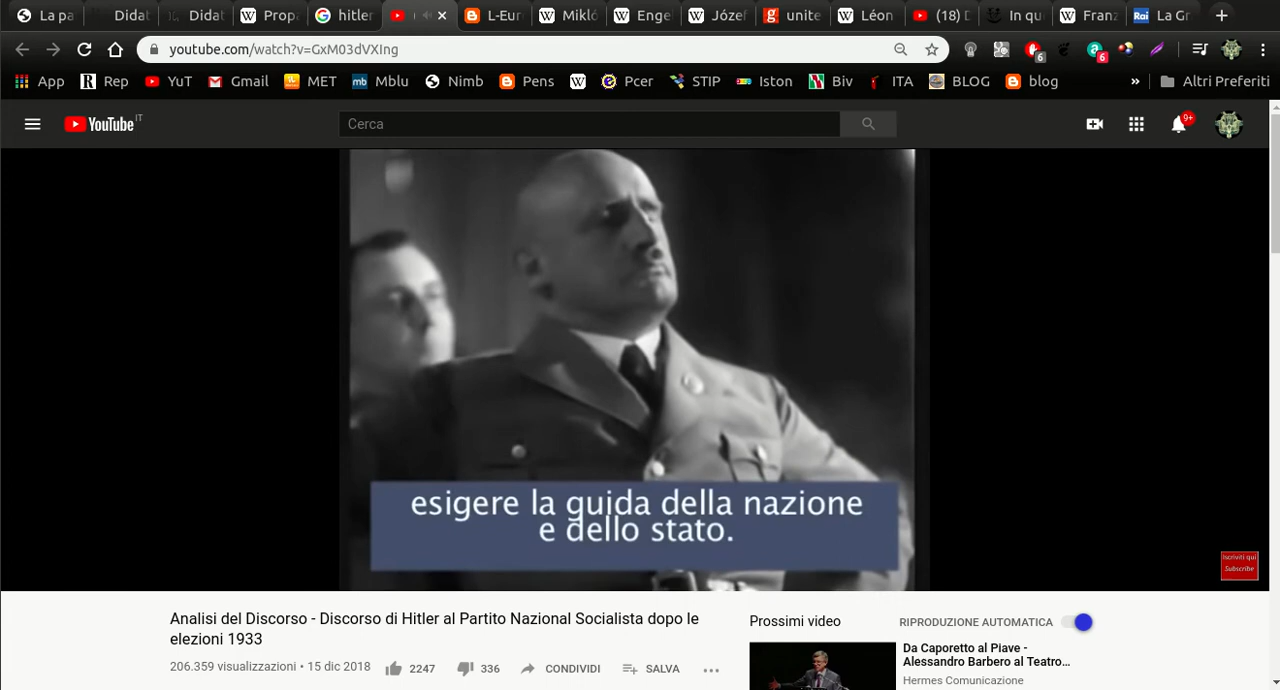 La pa Didat Didat Propa hitler L-Eur Mikló Enge Józef unite Léon (18) D In qu Franz La Gr
youtube.com/watch?v=GxM03dVXIng
App Rep YuT Gmail MET Mblu Nimb Pens Pcer STIP Iston Biv ITA BLOG blog » Altri Preferiti
YouTube IT Cerca 9+
esigere la guida della nazione
e dello stato.
Iscriviti qui
Subscribe
Analisi del Discorso - Discorso di Hitler al Partito Nazional Socialista dopo le
elezioni 1933
206.359 visualizzazioni • 15 dic 2018 2247 336 CONDIVIDI SALVA
Prossimi video RIPRODUZIONE AUTOMATICA
Da Caporetto al Piave -
Alessandro Barbero al Teatro...
Hermes Comunicazione